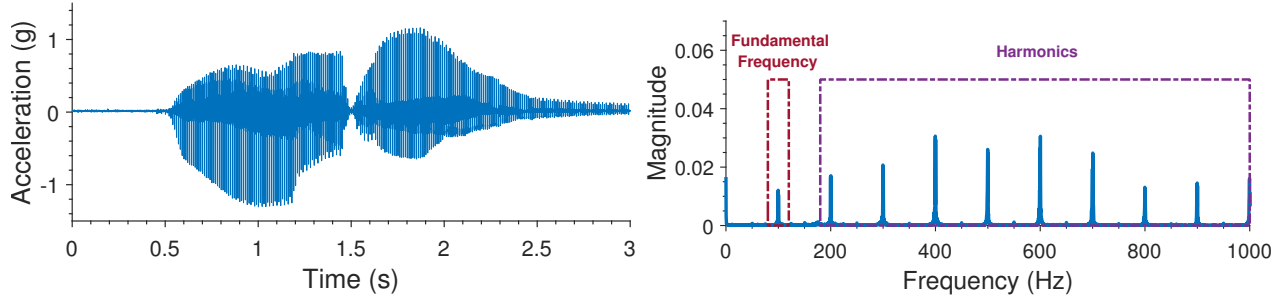 Acceleration (g)
1
0
-1
0
0.5
1
1.5
2
2.5
3
Time (s)
Magnitude
0.06
0.04
0.02
0
Fundamental
Frequency
Harmonics
0
200
400
600
800
1000
Frequency (Hz)